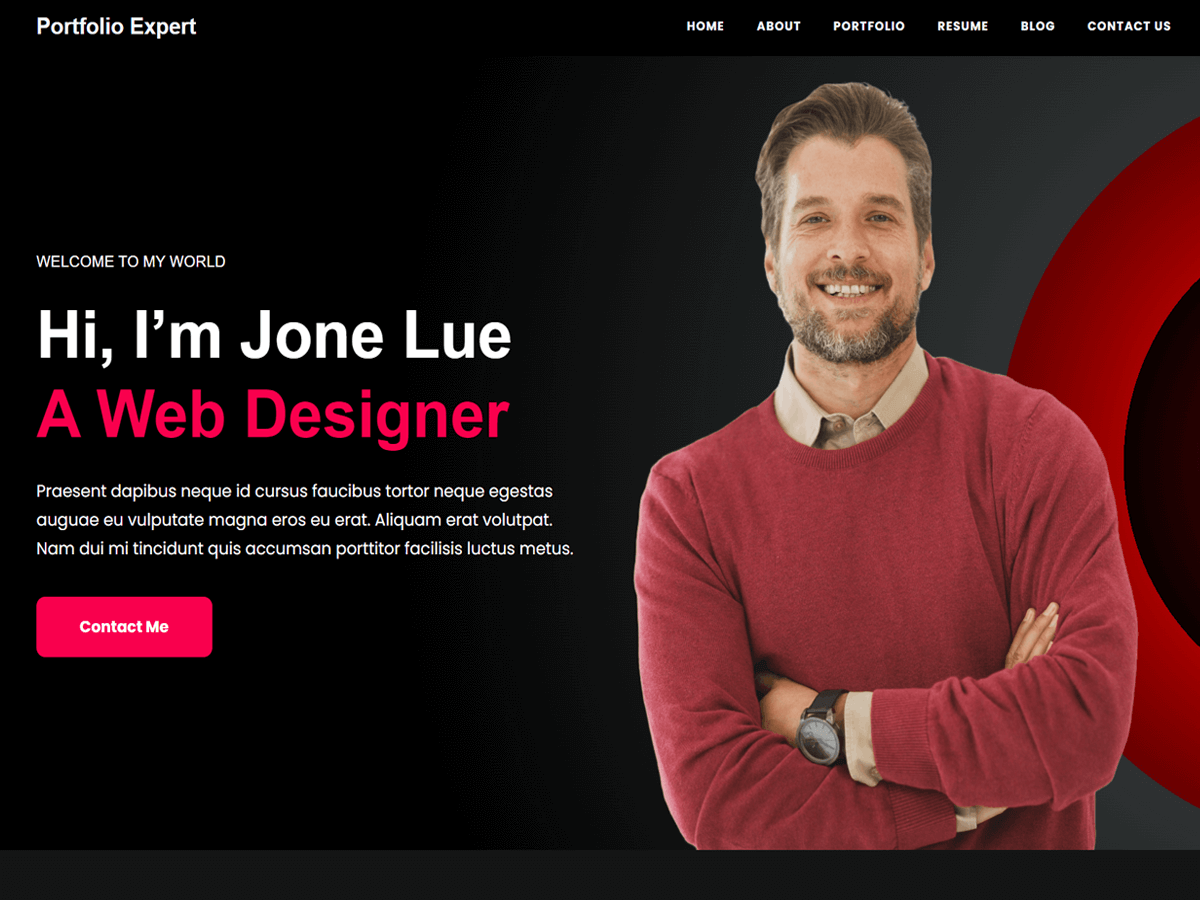 Portfolio Expert
HOME ABOUT PORTFOLIO RESUME BLOG CONTACT US
WELCOME TO MY WORLD
Hi, I’m Jone Lue
A Web Designer
Praesent dapibus neque id cursus faucibus tortor neque egestas
auguae eu vulputate magna eros eu erat. Aliquam erat volutpat.
Nam dui mi tincidunt quis accumsan porttitor facilisis luctus metus.
Contact Me